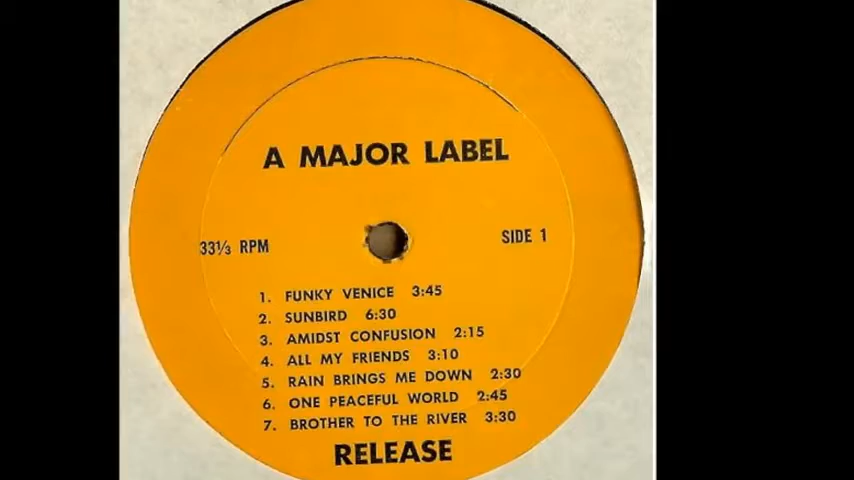 A MAJOR LABEL
33⅓ RPM
SIDE 1
1. FUNKY VENICE 3:45
2. SUNBIRD 6:30
3. AMIDST CONFUSION 2:15
4. ALL MY FRIENDS 3:10
5. RAIN BRINGS ME DOWN 2:30
6. ONE PEACEFUL WORLD 2:45
7. BROTHER TO THE RIVER 3:30
RELEASE